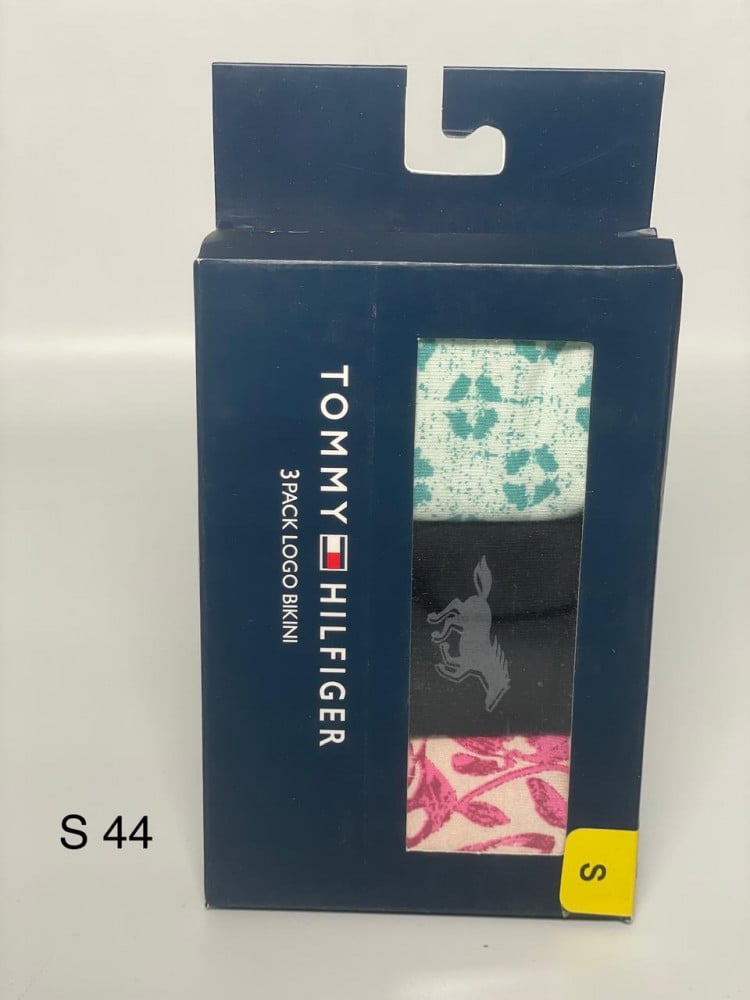 TOMMY HILFIGER
3 PACK LOGO BIKINI
S 44
S